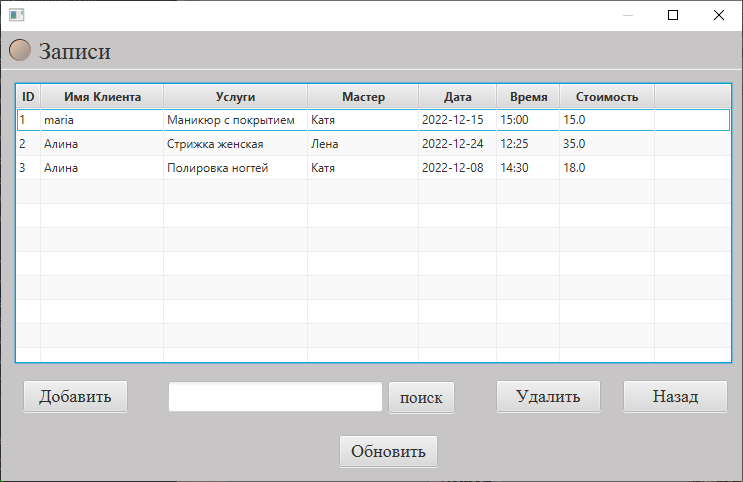 Записи
ID Имя Клиента Услуги Мастер Дата Время Стоимость
1 maria Маникюр с покрытием Катя 2022-12-15 15:00 15.0
2 Алина Стрижка женская Лена 2022-12-24 12:25 35.0
3 Алина Полировка ногтей Катя 2022-12-08 14:30 18.0
Добавить поиск Удалить Назад
Обновить